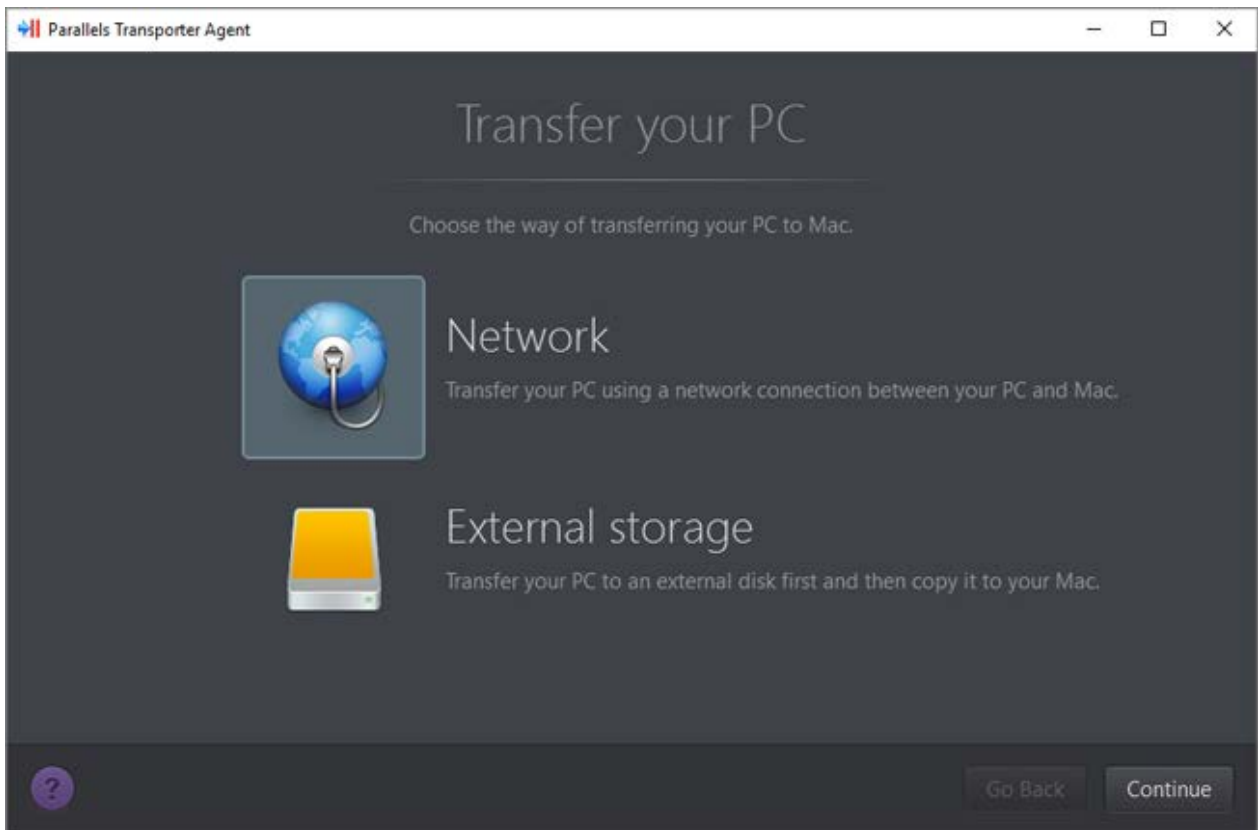 Parallels Transporter Agent
Transfer your PC
Choose the way of transferring your PC to Mac.
Network
Transfer your PC using a network connection between your PC and Mac.
External storage
Transfer your PC to an external disk first and then copy it to your Mac.
?
Go Back
Continue